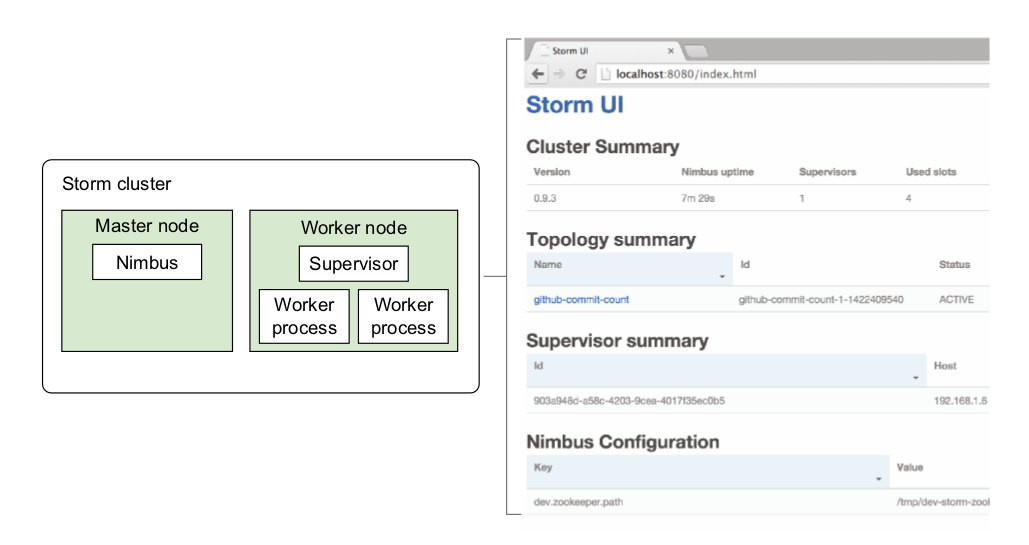 Storm cluster
Master node
Nimbus
Worker node
Supervisor
Worker
process
Worker
process
Storm UI
localhost:8080/index.html
Storm UI
Cluster Summary
Version Nimbus uptime Supervisors Used slots
0.9.3 7m 29s 1 4
Topology summary
Name Id Status
github-commit-count github-commit-count-1-1422409540 ACTIVE
Supervisor summary
Id Host
903a948d-a58c-4203-9cea-4017f35ec0b5 192.168.1.6
Nimbus Configuration
Key Value
dev.zookeeper.path /tmp/dev-storm-zool